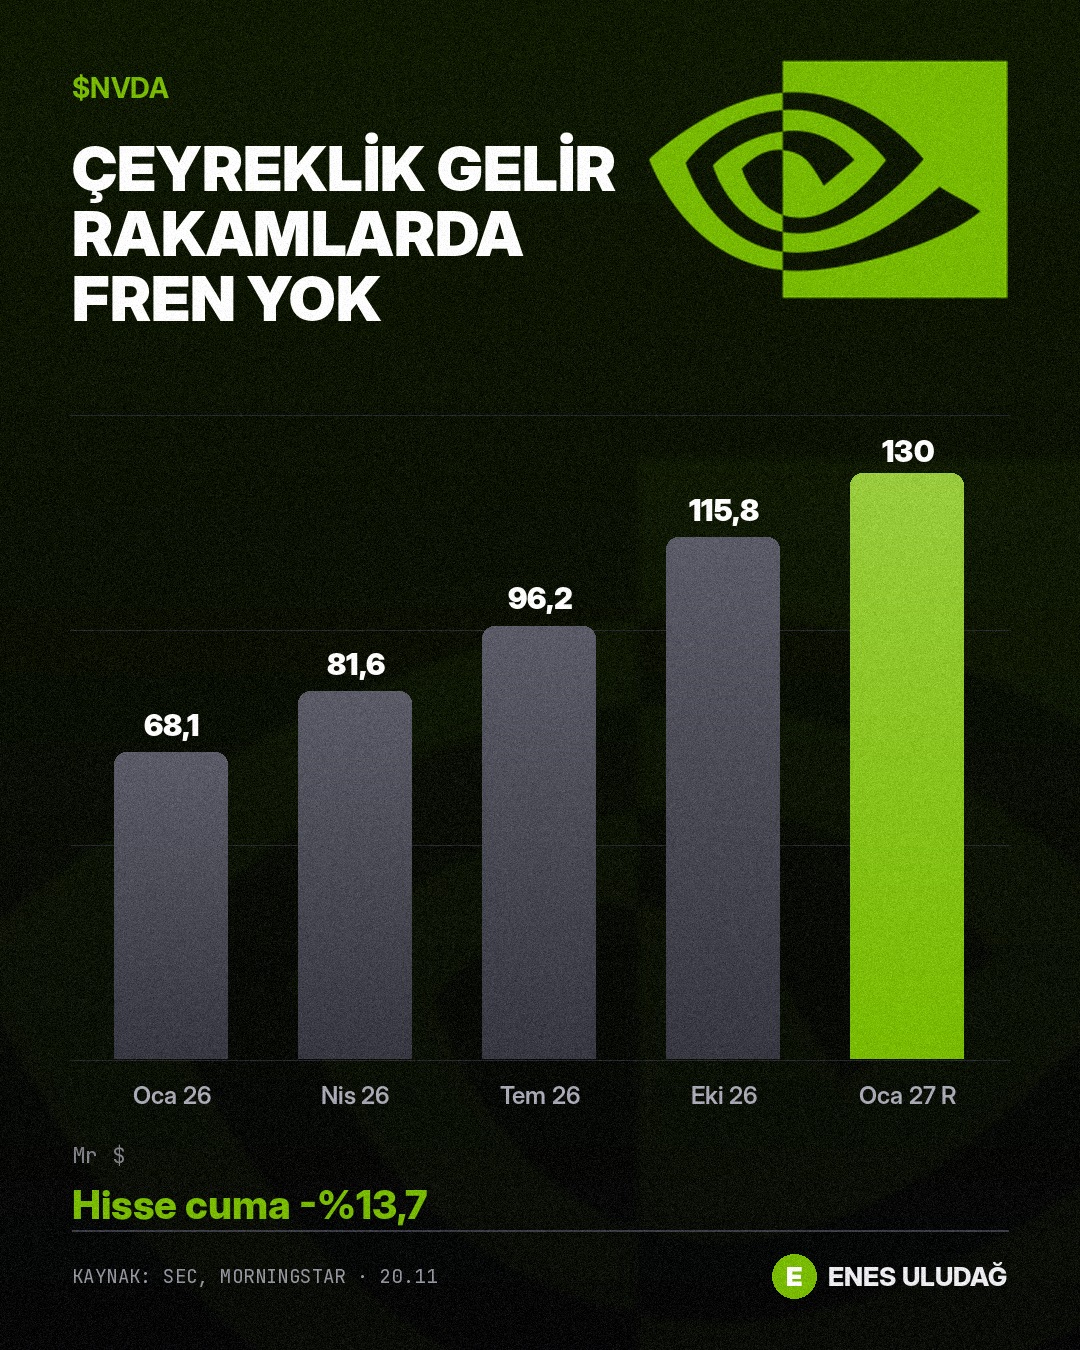 $NVDA
ÇEYREKLİK GELİR
RAKAMLARDA
FREN YOK
130
115,8
96,2
81,6
68,1
Oca 26 Nis 26 Tem 26 Eki 26 Oca 27 R
Mr $
Hisse cuma -%13,7
KAYNAK: SEC, MORNINGSTAR · 20.11
E ENES ULUDAĞ